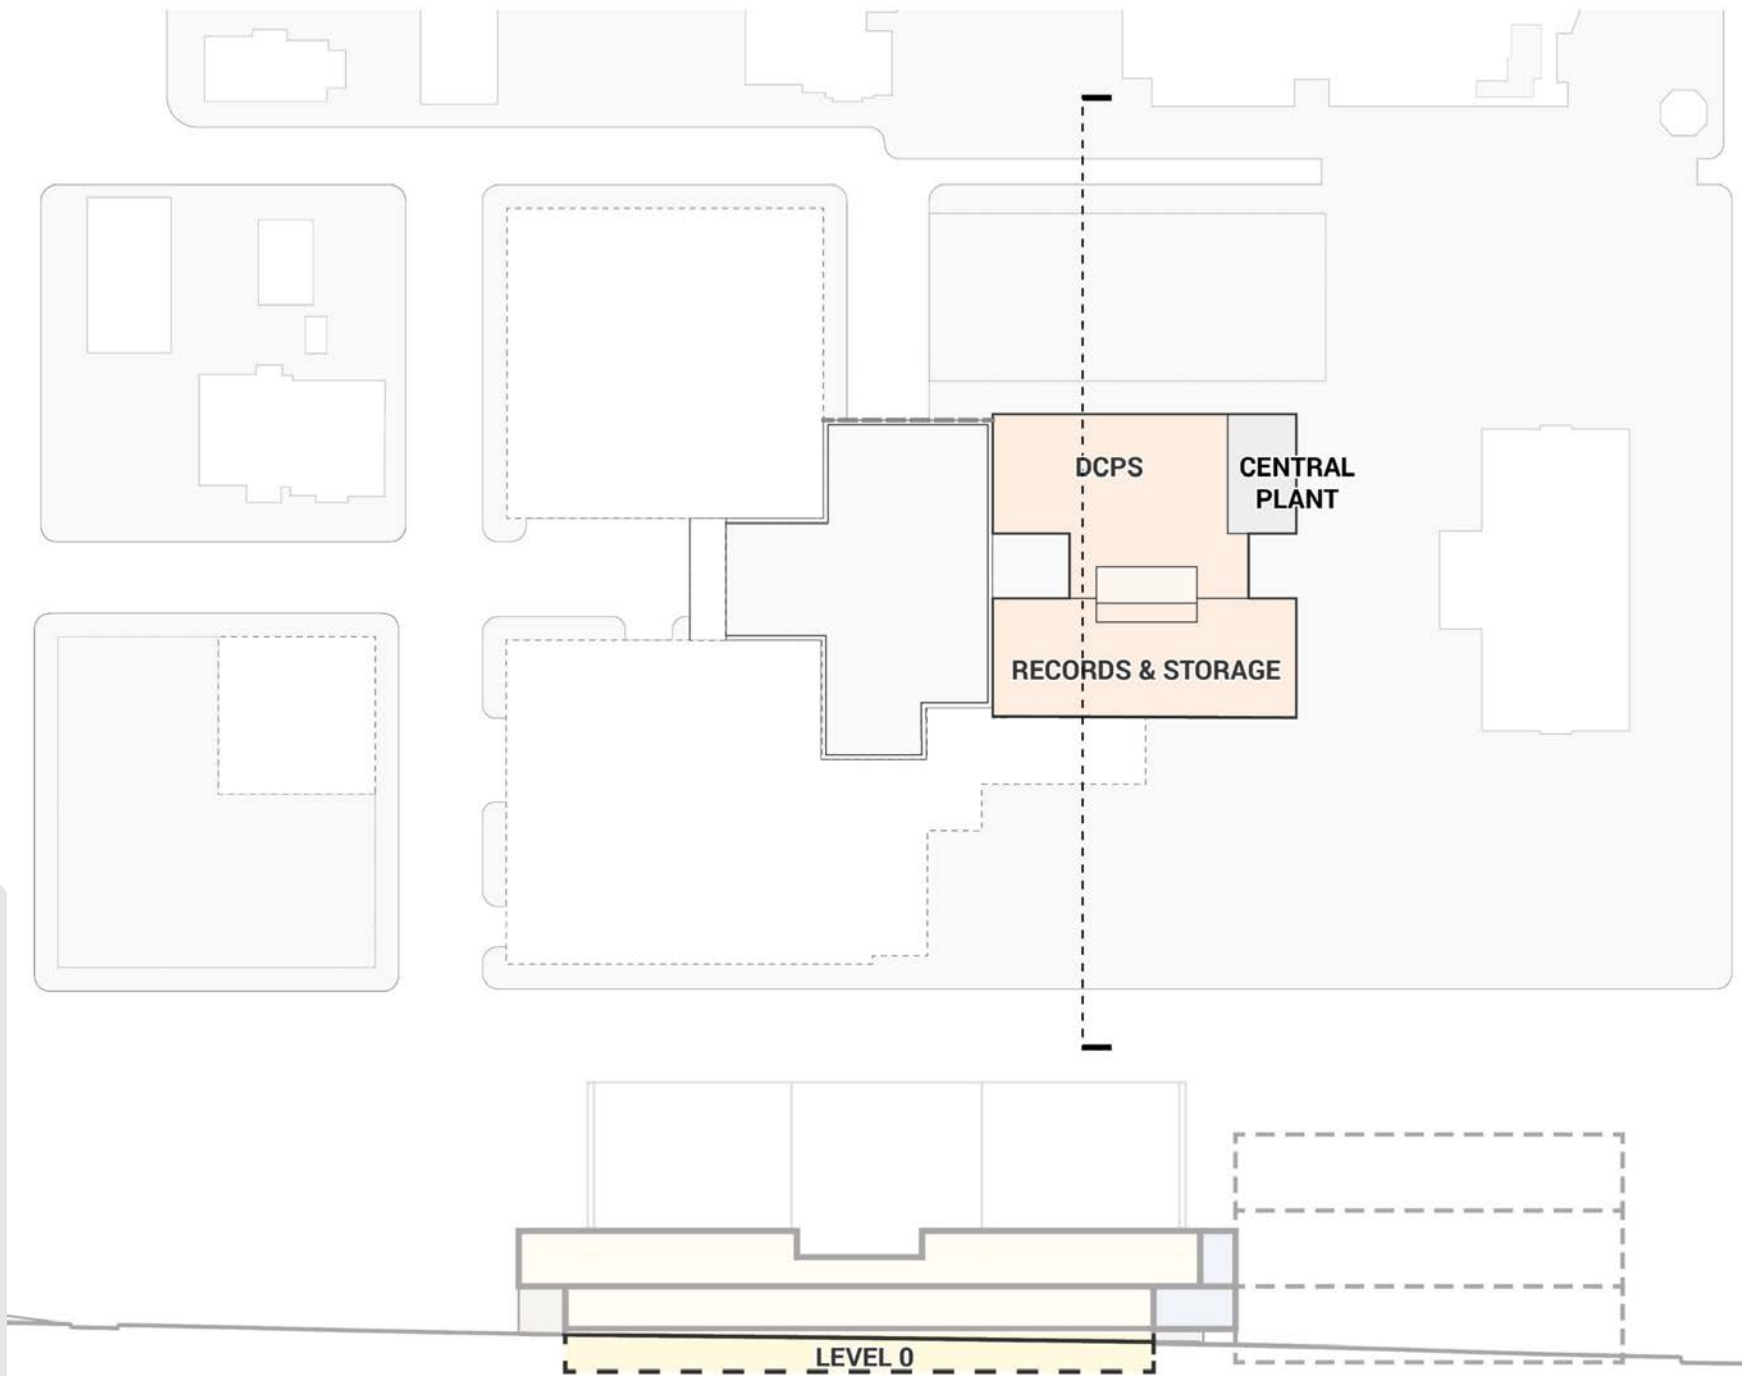 DCPS
CENTRAL
PLANT
RECORDS & STORAGE
LEVEL 0